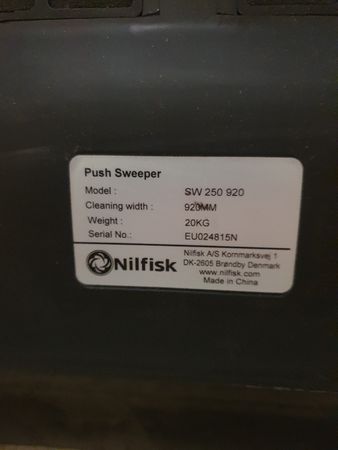 Push Sweeper
Model : SW 250 920
Cleaning width : 920MM
Weight : 20KG
Serial No.: EU024815N
Nilfisk
Nilfisk A/S Kornmarksvej 1
DK-2605 Brøndby Denmark
www.nilfisk.com
Made in China